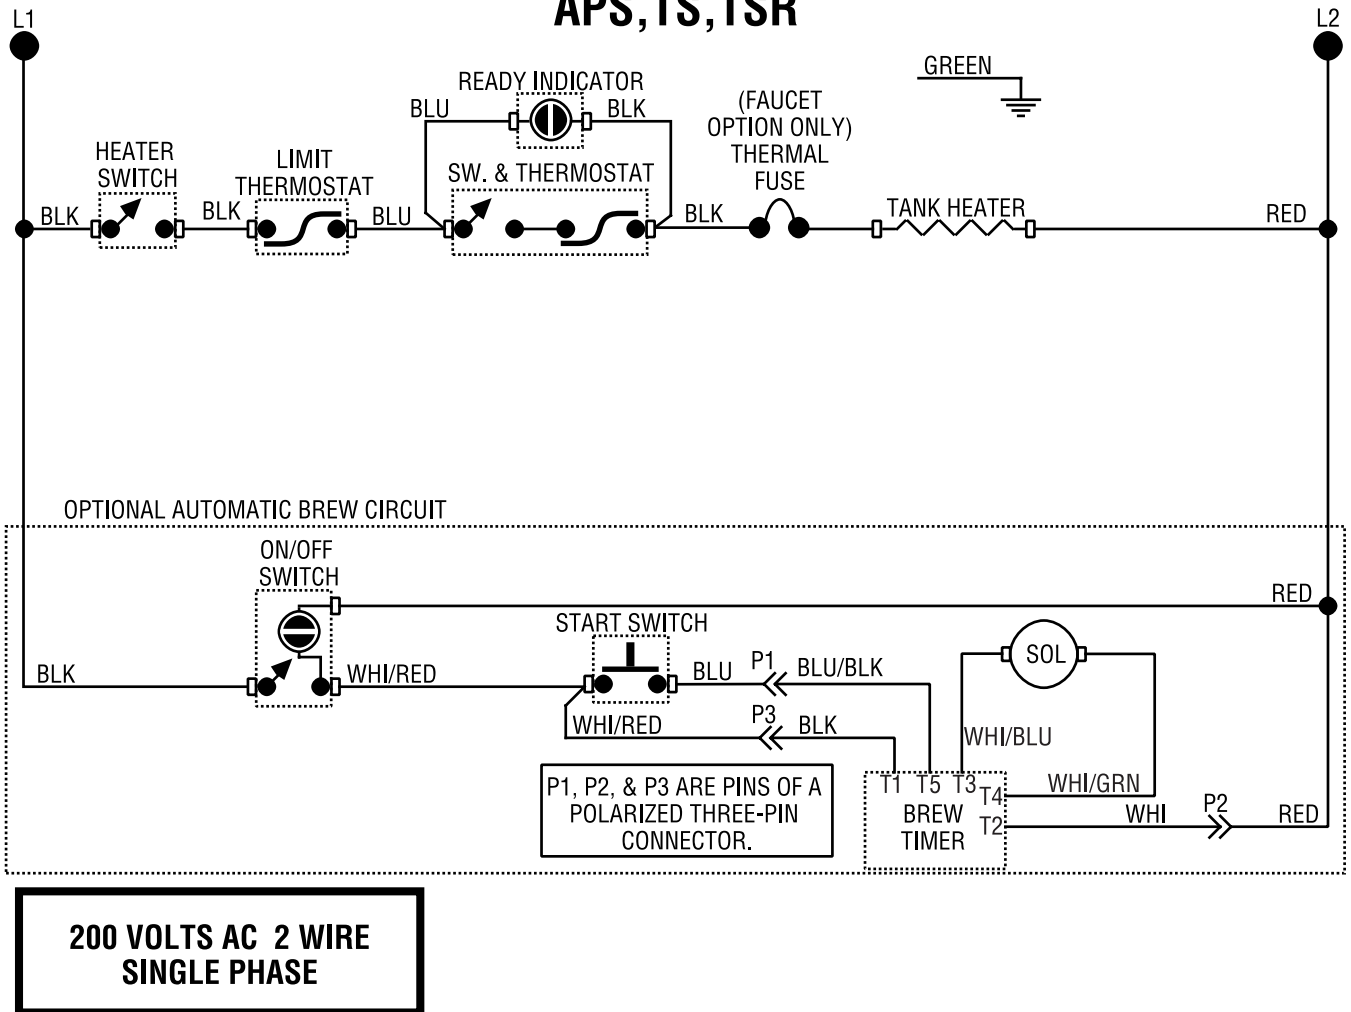 APS,TS,TSR
L1
L2
READY INDICATOR
BLU
BLK
GREEN
(FAUCET
OPTION ONLY)
THERMAL
FUSE
HEATER
SWITCH
LIMIT
THERMOSTAT
SW. & THERMOSTAT
BLK
BLK
BLU
BLK
TANK HEATER
RED
OPTIONAL AUTOMATIC BREW CIRCUIT
ON/OFF
SWITCH
RED
START SWITCH
SOL
BLK
WHI/RED
BLU
P1
BLU/BLK
WHI/RED
P3
BLK
WHI/BLU
P1, P2, & P3 ARE PINS OF A
POLARIZED THREE-PIN
CONNECTOR.
T1 T5 T3
T4
WHI/GRN
BREW
TIMER
T2
WHI
P2
RED
200 VOLTS AC 2 WIRE
SINGLE PHASE